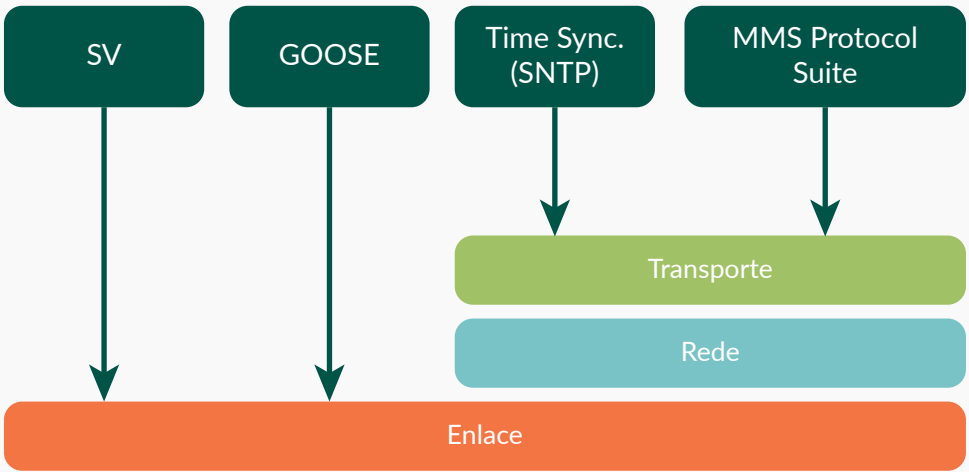 SV
GOOSE
Time Sync.
(SNTP)
MMS Protocol
Suite
Transporte
Rede
Enlace